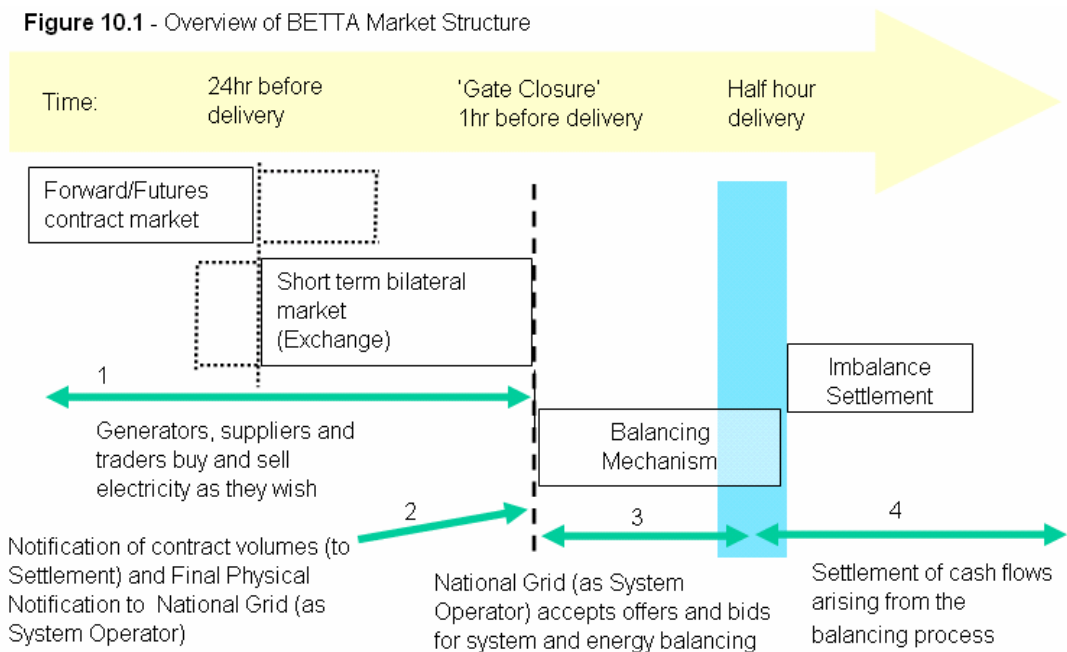 Figure 10.1 - Overview of BETTA Market Structure
Time:
24hr before
delivery
'Gate Closure'
1hr before delivery
Half hour
delivery
Forward/Futures
contract market
Short term bilateral
market
(Exchange)
1
Generators, suppliers and
traders buy and sell
electricity as they wish
Imbalance
Settlement
Balancing
Mechanism
2
3
4
Notification of contract volumes (to
Settlement) and Final Physical
Notification to National Grid (as
System Operator)
National Grid (as System
Operator) accepts offers and bids
for system and energy balancing
Settlement of cash flows
arising from the
balancing process